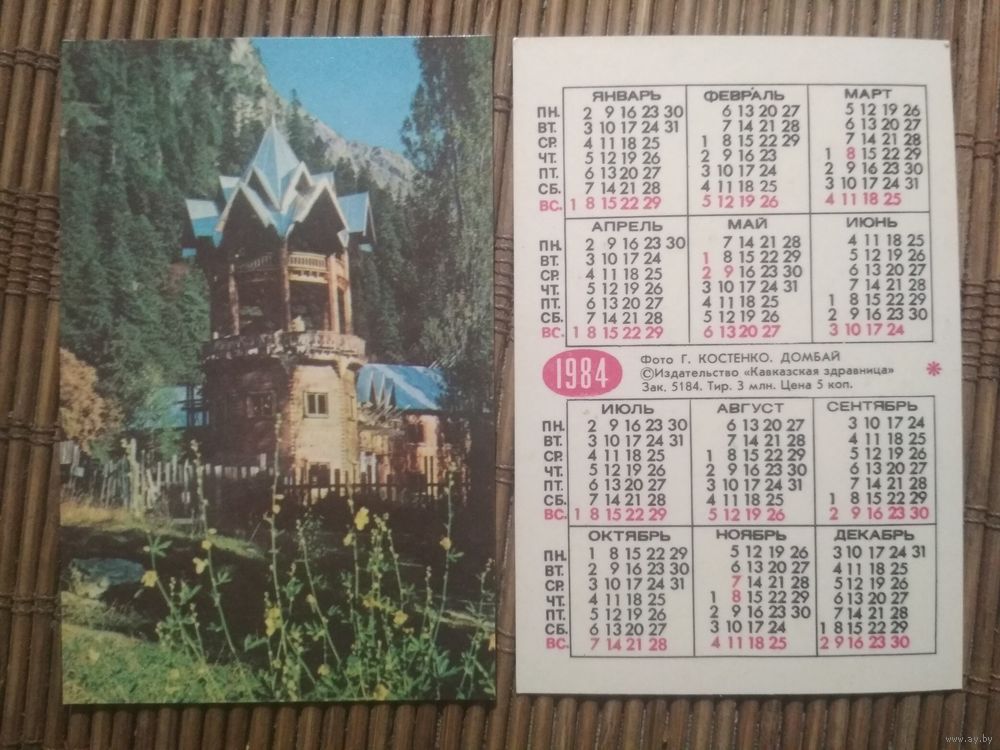 ЯНВАРЬ ФЕВРАЛЬ МАРТ
ПН. 2 9 16 23 30 6 13 20 27 5 12 19 26
ВТ. 3 10 17 24 31 7 14 21 28 6 13 20 27
СР. 4 11 18 25 1 8 15 22 29 7 14 21 28
ЧТ. 5 12 19 26 2 9 16 23 1 8 15 22 29
ПТ. 6 13 20 27 3 10 17 24 2 9 16 23 30
СБ. 7 14 21 28 4 11 18 25 3 10 17 24 31
ВС. 1 8 15 22 29 5 12 19 26 4 11 18 25
АПРЕЛЬ МАЙ ИЮНЬ
ПН. 2 9 16 23 30 7 14 21 28 4 11 18 25
ВТ. 3 10 17 24 1 8 15 22 29 5 12 19 26
СР. 4 11 18 25 2 9 16 23 30 6 13 20 27
ЧТ. 5 12 19 26 3 10 17 24 31 7 14 21 28
ПТ. 6 13 20 27 4 11 18 25 1 8 15 22 29
СБ. 7 14 21 28 5 12 19 26 2 9 16 23 30
ВС. 1 8 15 22 29 6 13 20 27 3 10 17 24
1984
Фото Г. КОСТЕНКО. ДОМБАЙ
©Издательство «Кавказская здравница»
Зак. 5184. Тир. 3 млн. Цена 5 коп.
ИЮЛЬ АВГУСТ СЕНТЯБРЬ
ПН. 2 9 16 23 30 6 13 20 27 3 10 17 24
ВТ. 3 10 17 24 31 7 14 21 28 4 11 18 25
СР. 4 11 18 25 1 8 15 22 29 5 12 19 26
ЧТ. 5 12 19 26 2 9 16 23 30 6 13 20 27
ПТ. 6 13 20 27 3 10 17 24 31 7 14 21 28
СБ. 7 14 21 28 4 11 18 25 1 8 15 22 29
ВС. 1 8 15 22 29 5 12 19 26 2 9 16 23 30
ОКТЯБРЬ НОЯБРЬ ДЕКАБРЬ
ПН. 1 8 15 22 29 5 12 19 26 3 10 17 24 31
ВТ. 2 9 16 23 30 6 13 20 27 4 11 18 25
СР. 3 10 17 24 31 7 14 21 28 5 12 19 26
ЧТ. 4 11 18 25 1 8 15 22 29 6 13 20 27
ПТ. 5 12 19 26 2 9 16 23 30 7 14 21 28
СБ. 6 13 20 27 3 10 17 24 1 8 15 22 29
ВС. 7 14 21 28 4 11 18 25 2 9 16 23 30
www.ay.by